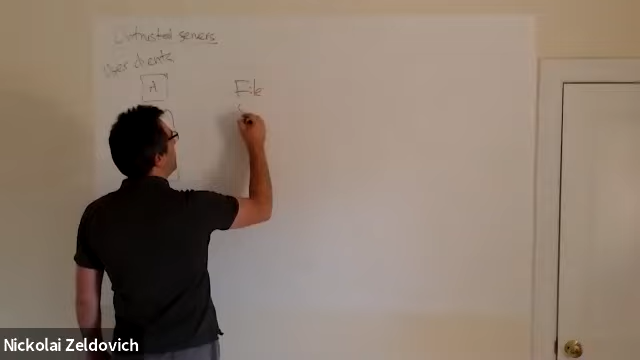 Untrusted servers
User clients
A
File
s
Nickolai Zeldovich